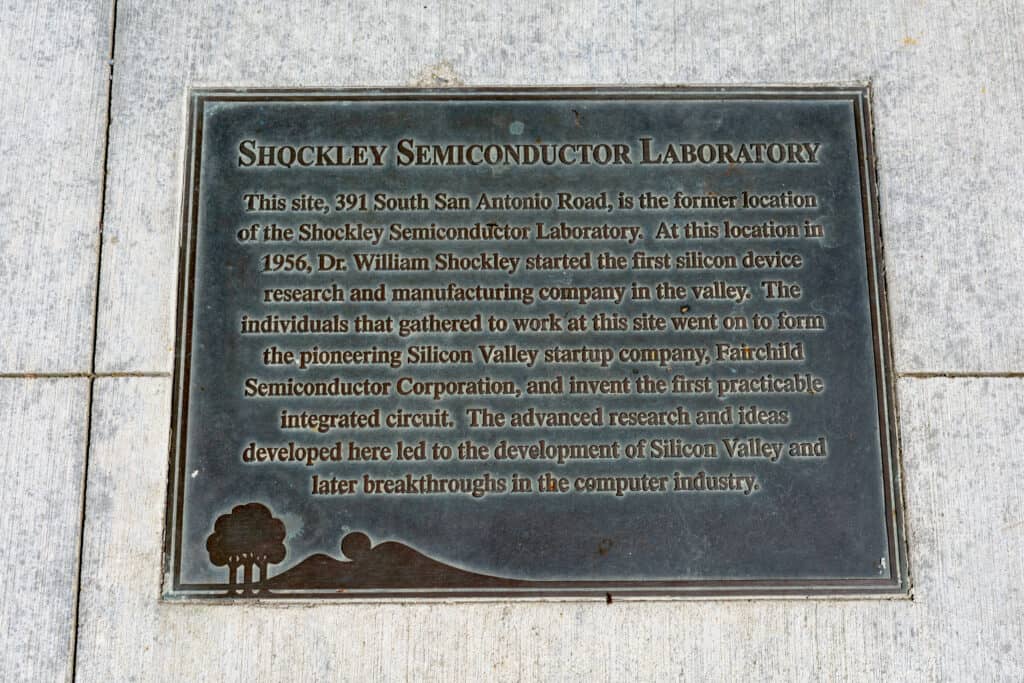 SHOCKLEY SEMICONDUCTOR LABORATORY
This site, 391 South San Antonio Road, is the former location
of the Shockley Semiconductor Laboratory. At this location in
1956, Dr. William Shockley started the first silicon device
research and manufacturing company in the valley. The
individuals that gathered to work at this site went on to form
the pioneering Silicon Valley startup company, Fairchild
Semiconductor Corporation, and invent the first practicable
integrated circuit. The advanced research and ideas
developed here led to the development of Silicon Valley and
later breakthroughs in the computer industry.